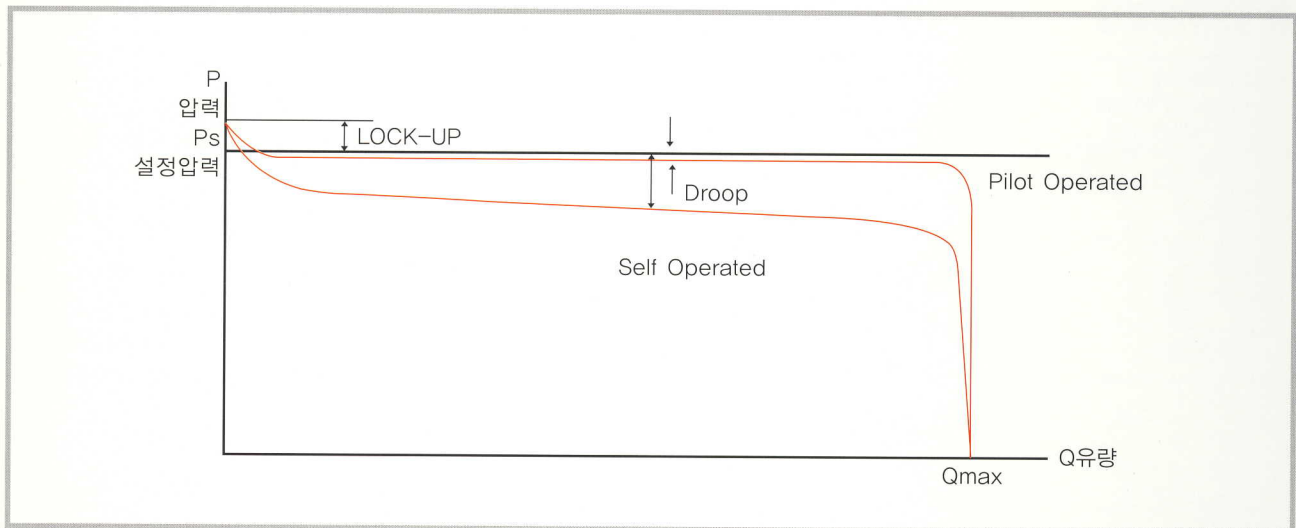 P
압력
LOCK-UP
Ps
설정압력
Pilot Operated
Droop
Self Operated
Q유량
Qmax